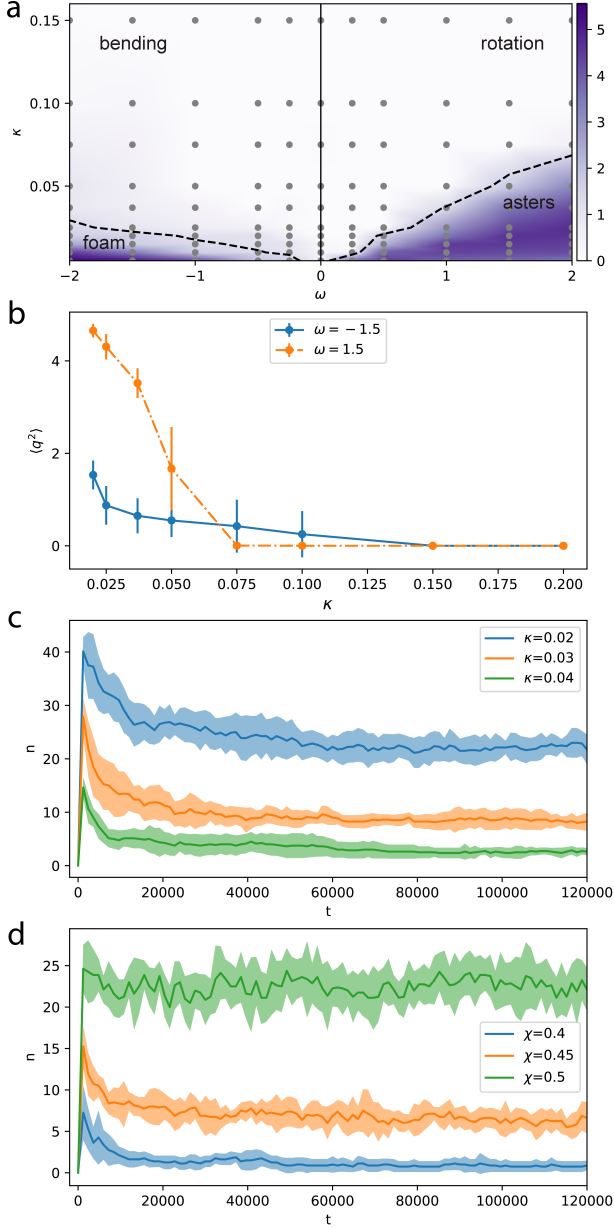 a
0.15
bending
rotation
5
4
0.10
κ
3
0.05
2
asters
1
foam
0
−2
−1
0
1
2
ω
b
ω = −1.5
ω = 1.5
4
⟨q²⟩
2
0
0.025
0.050
0.075
0.100
0.125
0.150
0.175
0.200
κ
c
κ=0.02
κ=0.03
κ=0.04
40
30
n
20
10
0
0
20000
40000
60000
80000
100000
120000
t
d
25
20
15
n
χ=0.4
χ=0.45
χ=0.5
10
5
0
0
20000
40000
60000
80000
100000
120000
t